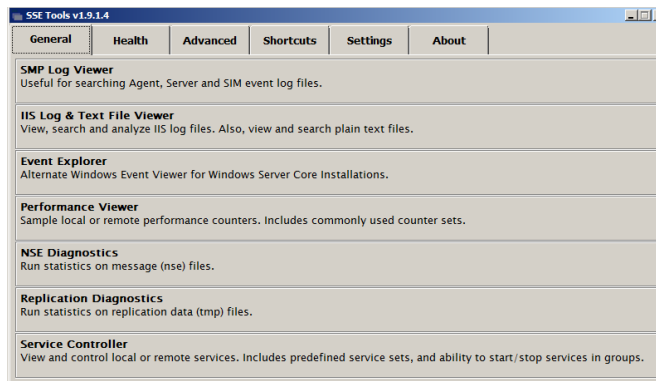 SSE Tools v1.9.1.4
General Health Advanced Shortcuts Settings About
SMP Log Viewer
Useful for searching Agent, Server and SIM event log files.
IIS Log & Text File Viewer
View, search and analyze IIS log files. Also, view and search plain text files.
Event Explorer
Alternate Windows Event Viewer for Windows Server Core Installations.
Performance Viewer
Sample local or remote performance counters. Includes commonly used counter sets.
NSE Diagnostics
Run statistics on message (nse) files.
Replication Diagnostics
Run statistics on replication data (tmp) files.
Service Controller
View and control local or remote services. Includes predefined service sets, and ability to start/stop services in groups.